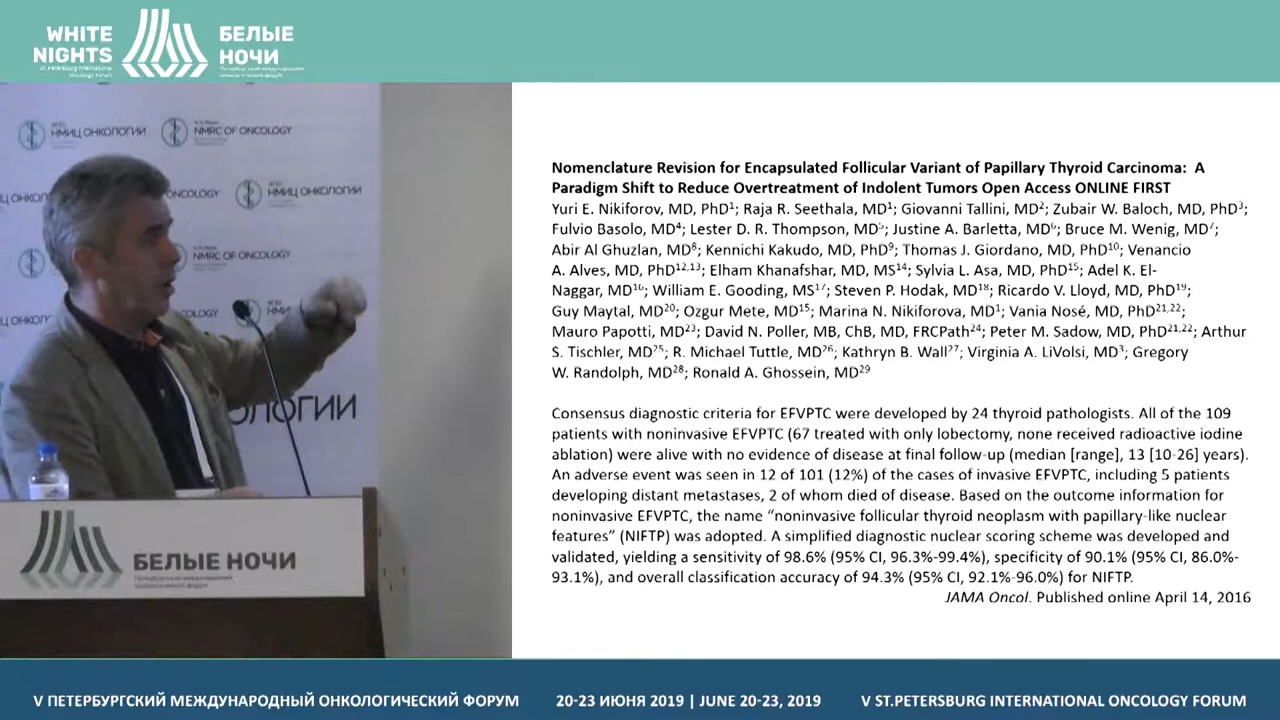 WHITE
NIGHTS
St. Petersburg International
Oncology Forum
БЕЛЫЕ
НОЧИ
Петербургский международный
онкологический форум
НМИЦ ОНКОЛОГИИ
NMRC OF ONCOLOGY
ONCOLOGY
НМИЦ ОНКОЛОГИИ
NMRC OF ONCOLOGY
ОЛОГИИ
БЕЛЫЕ НОЧИ
Петербургский международный
онкологический форум
Nomenclature Revision for Encapsulated Follicular Variant of Papillary Thyroid Carcinoma: A
Paradigm Shift to Reduce Overtreatment of Indolent Tumors Open Access ONLINE FIRST
Yuri E. Nikiforov, MD, PhD¹; Raja R. Seethala, MD¹; Giovanni Tallini, MD²; Zubair W. Baloch, MD, PhD³;
Fulvio Basolo, MD⁴; Lester D. R. Thompson, MD⁵; Justine A. Barletta, MD⁶; Bruce M. Wenig, MD⁷;
Abir Al Ghuzlan, MD⁸; Kennichi Kakudo, MD, PhD⁹; Thomas J. Giordano, MD, PhD¹⁰; Venancio
A. Alves, MD, PhD¹²,¹³; Elham Khanafshar, MD, MS¹⁴; Sylvia L. Asa, MD, PhD¹⁵; Adel K. El-
Naggar, MD¹⁶; William E. Gooding, MS¹⁷; Steven P. Hodak, MD¹⁸; Ricardo V. Lloyd, MD, PhD¹⁹;
Guy Maytal, MD²⁰; Ozgur Mete, MD¹⁵; Marina N. Nikiforova, MD¹; Vania Nosé, MD, PhD²¹,²²;
Mauro Papotti, MD²³; David N. Poller, MB, ChB, MD, FRCPath²⁴; Peter M. Sadow, MD, PhD²¹,²²; Arthur
S. Tischler, MD²⁵; R. Michael Tuttle, MD²⁶; Kathryn B. Wall²⁷; Virginia A. LiVolsi, MD³; Gregory
W. Randolph, MD²⁸; Ronald A. Ghossein, MD²⁹
Consensus diagnostic criteria for EFVPTC were developed by 24 thyroid pathologists. All of the 109
patients with noninvasive EFVPTC (67 treated with only lobectomy, none received radioactive iodine
ablation) were alive with no evidence of disease at final follow-up (median [range], 13 [10-26] years).
An adverse event was seen in 12 of 101 (12%) of the cases of invasive EFVPTC, including 5 patients
developing distant metastases, 2 of whom died of disease. Based on the outcome information for
noninvasive EFVPTC, the name “noninvasive follicular thyroid neoplasm with papillary-like nuclear
features” (NIFTP) was adopted. A simplified diagnostic nuclear scoring scheme was developed and
validated, yielding a sensitivity of 98.6% (95% CI, 96.3%-99.4%), specificity of 90.1% (95% CI, 86.0%-
93.1%), and overall classification accuracy of 94.3% (95% CI, 92.1%-96.0%) for NIFTP.
JAMA Oncol. Published online April 14, 2016
V ПЕТЕРБУРГСКИЙ МЕЖДУНАРОДНЫЙ ОНКОЛОГИЧЕСКИЙ ФОРУМ
20-23 ИЮНЯ 2019 | JUNE 20-23, 2019
V ST.PETERSBURG INTERNATIONAL ONCOLOGY FORUM